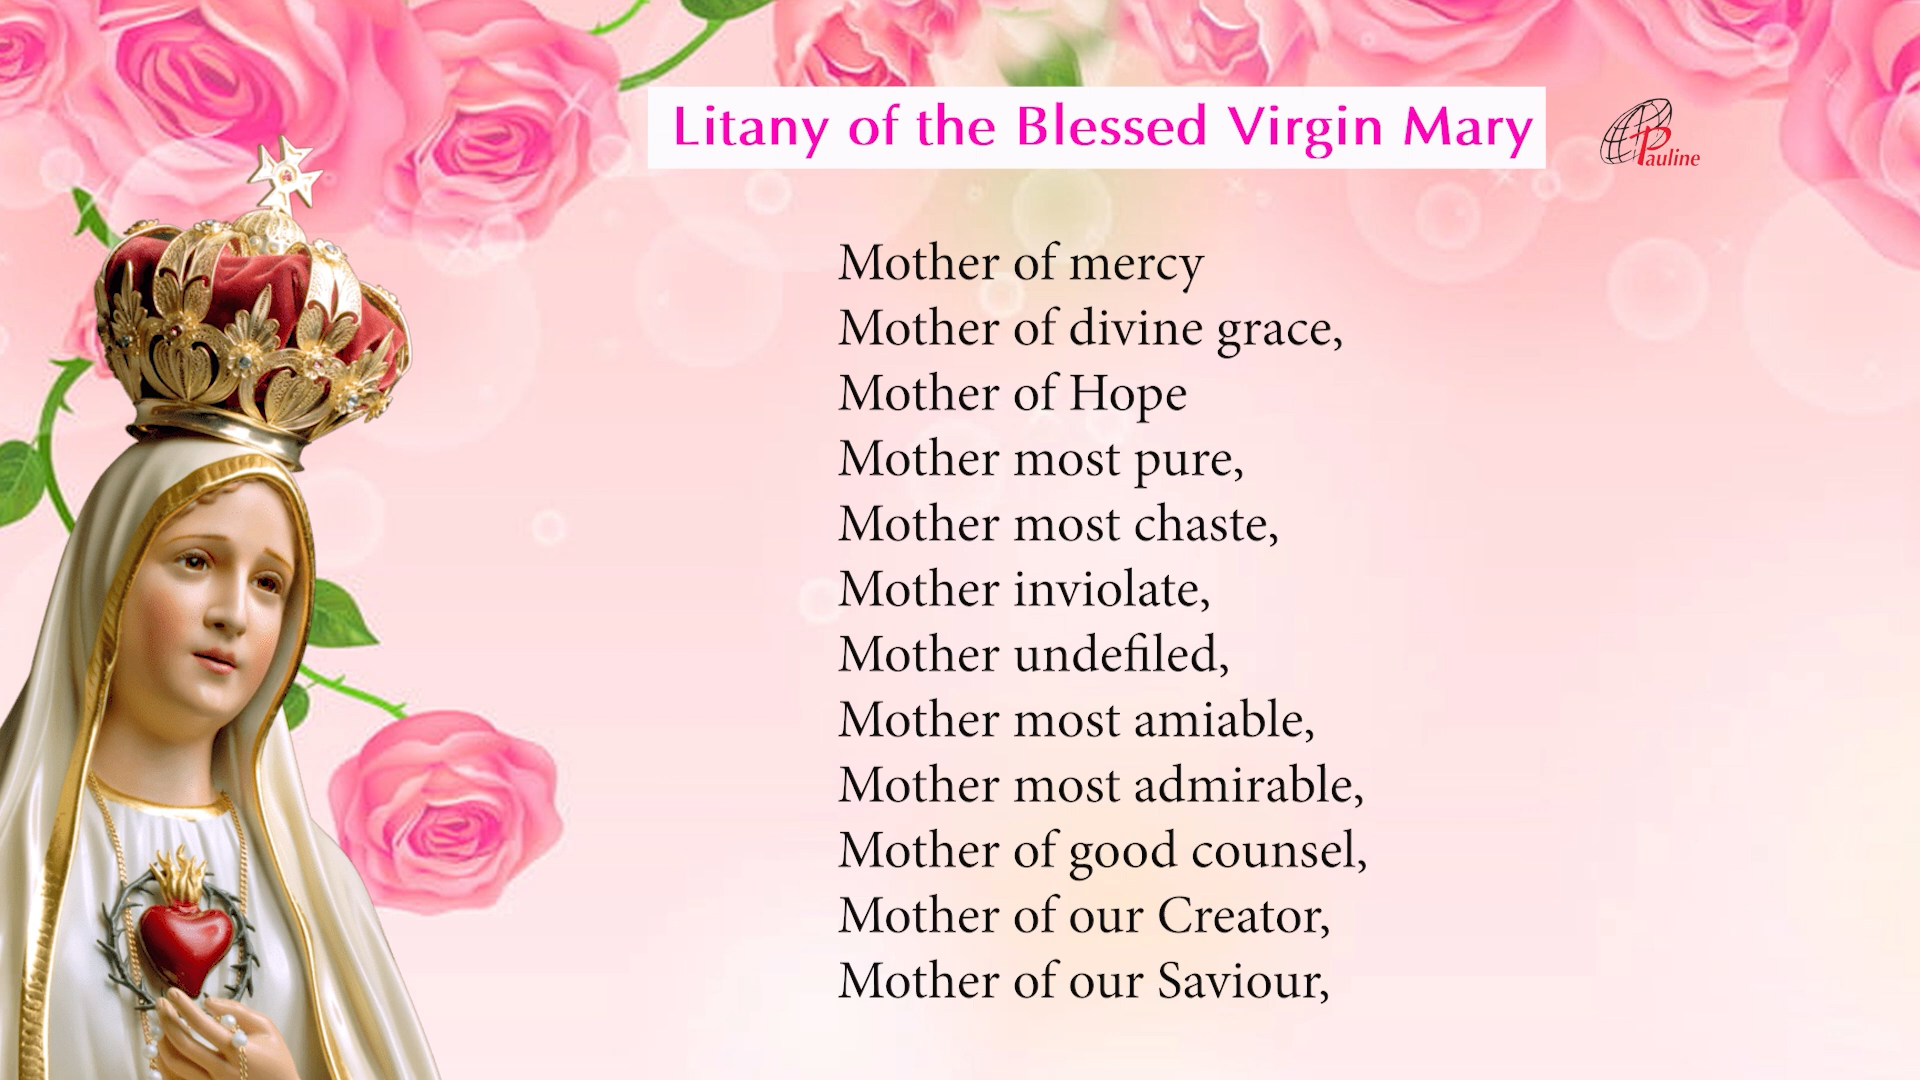 Litany of the Blessed Virgin Mary
Pauline
Mother of mercy
Mother of divine grace,
Mother of Hope
Mother most pure,
Mother most chaste,
Mother inviolate,
Mother undefiled,
Mother most amiable,
Mother most admirable,
Mother of good counsel,
Mother of our Creator,
Mother of our Saviour,